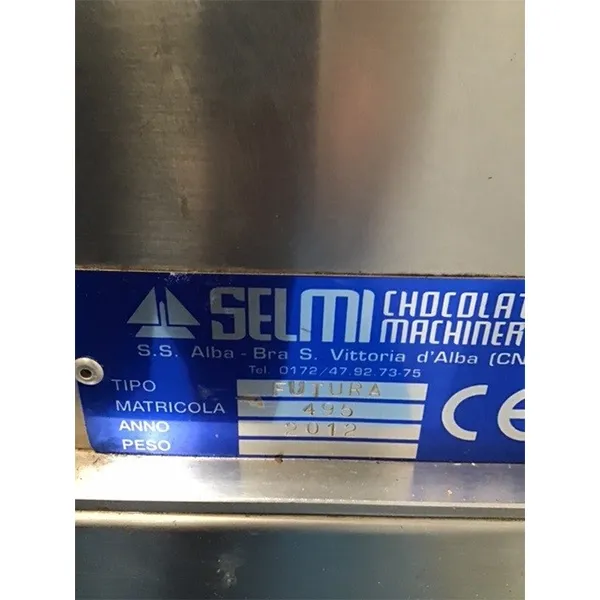 SELMI CHOCOLAT
MACHINER
S.S. Alba - Bra S. Vittoria d'Alba (CN
Tel. 0172/47.92.73-75
TIPO FUTURA
MATRICOLA 495
ANNO 2012
PESO
CE